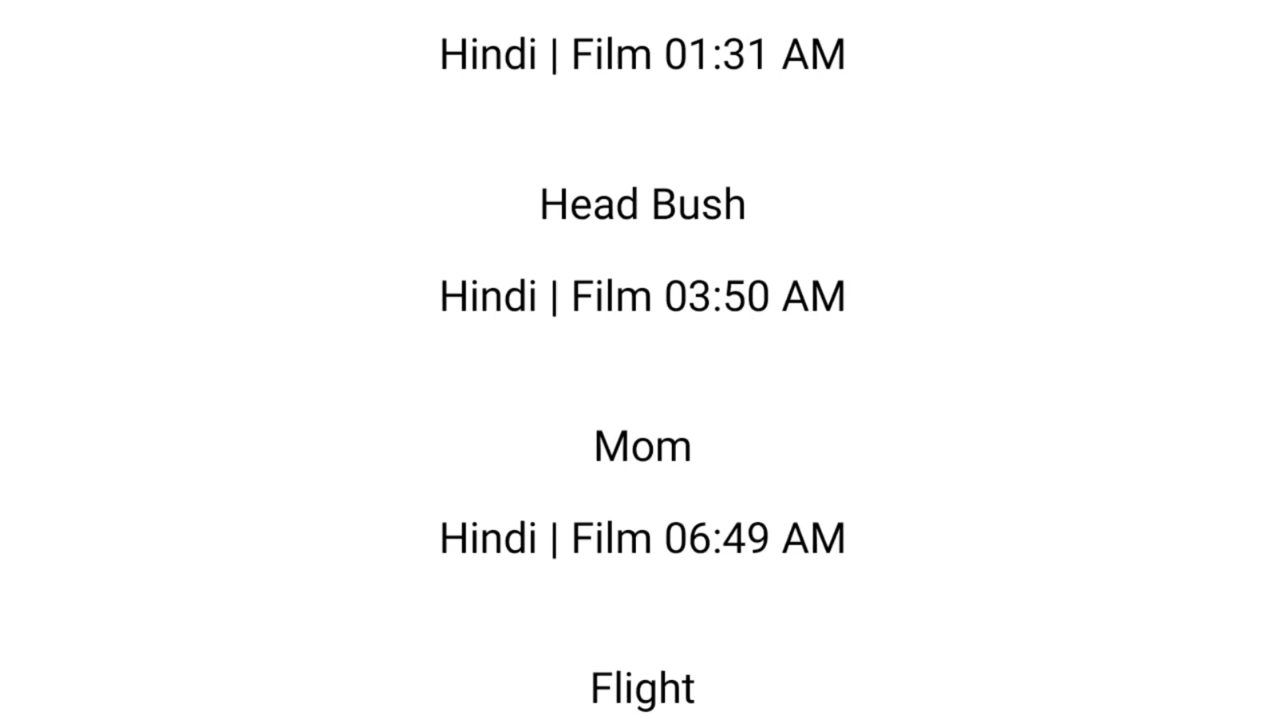 Hindi | Film 01:31 AM
Head Bush
Hindi | Film 03:50 AM
Mom
Hindi | Film 06:49 AM
Flight